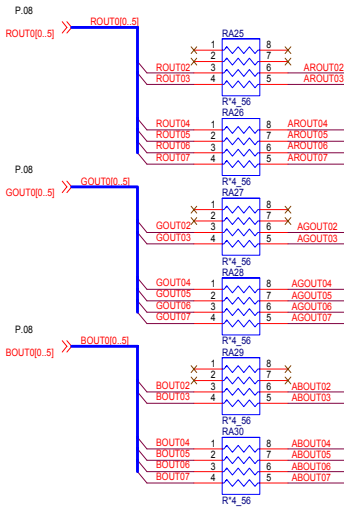 P.08
ROUT0[0..5]
ROUT0[0..5]
RA25
1 8
2 7
ROUT02 3 6 AROUT02
ROUT03 4 5 AROUT03
R*4_56
RA26
ROUT04 1 8 AROUT04
ROUT05 2 7 AROUT05
ROUT06 3 6 AROUT06
ROUT07 4 5 AROUT07
R*4_56
P.08
GOUT0[0..5]
GOUT0[0..5]
RA27
1 8
2 7
GOUT02 3 6 AGOUT02
GOUT03 4 5 AGOUT03
R*4_56
RA28
GOUT04 1 8 AGOUT04
GOUT05 2 7 AGOUT05
GOUT06 3 6 AGOUT06
GOUT07 4 5 AGOUT07
R*4_56
P.08
BOUT0[0..5]
BOUT0[0..5]
RA29
1 8
2 7
BOUT02 3 6 ABOUT02
BOUT03 4 5 ABOUT03
R*4_56
RA30
BOUT04 1 8 ABOUT04
BOUT05 2 7 ABOUT05
BOUT06 3 6 ABOUT06
BOUT07 4 5 ABOUT07
R*4_56